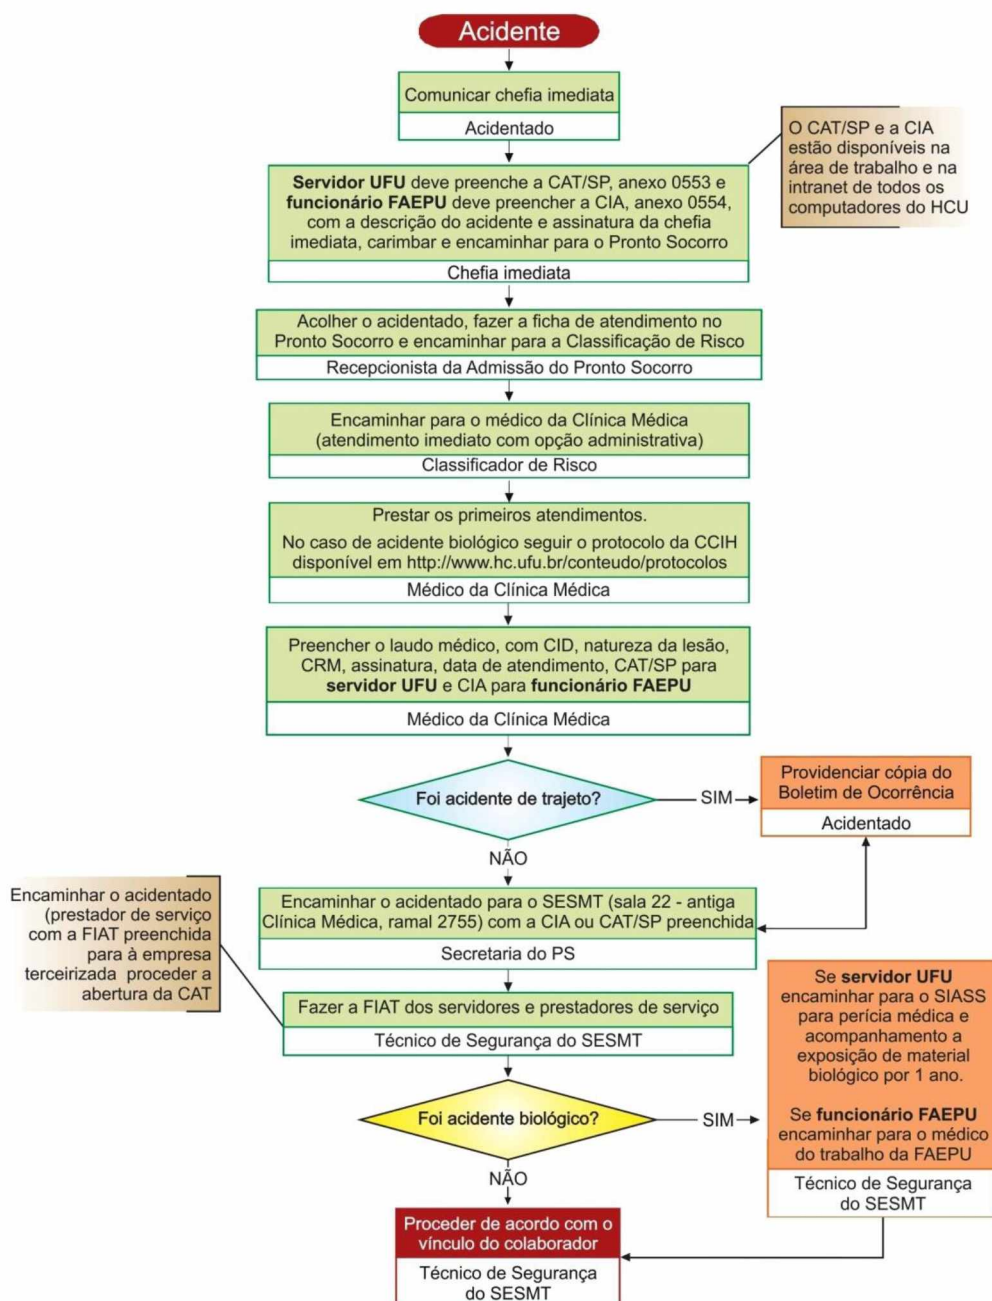 Acidente
Comunicar chefia imediata
Acidentado
O CAT/SP e a CIA
estão disponíveis na
área de trabalho e na
intranet de todos os
computadores do HCU
Servidor UFU deve preenche a CAT/SP, anexo 0553 e
funcionário FAEPU deve preencher a CIA, anexo 0554,
com a descrição do acidente e assinatura da chefia
imediata, carimbar e encaminhar para o Pronto Socorro
Chefia imediata
Acolher o acidentado, fazer a ficha de atendimento no
Pronto Socorro e encaminhar para a Classificação de Risco
Recepcionista da Admissão do Pronto Socorro
Encaminhar para o médico da Clínica Médica
(atendimento imediato com opção administrativa)
Classificador de Risco
Prestar os primeiros atendimentos.
No caso de acidente biológico seguir o protocolo da CCIH
disponível em http://www.hc.ufu.br/conteudo/protocolos
Médico da Clínica Médica
Preencher o laudo médico, com CID, natureza da lesão,
CRM, assinatura, data de atendimento, CAT/SP para
servidor UFU e CIA para funcionário FAEPU
Médico da Clínica Médica
Foi acidente de trajeto?
SIM
Providenciar cópia do
Boletim de Ocorrência
Acidentado
NÃO
Encaminhar o acidentado para o SESMT (sala 22 - antiga
Clínica Médica, ramal 2755) com a CIA ou CAT/SP preenchida
Secretaria do PS
Encaminhar o acidentado
(prestador de serviço
com a FIAT preenchida
para à empresa
terceirizada proceder a
abertura da CAT
Fazer a FIAT dos servidores e prestadores de serviço
Técnico de Segurança do SESMT
Foi acidente biológico?
SIM
Se servidor UFU
encaminhar para o SIASS
para perícia médica e
acompanhamento a
exposição de material
biológico por 1 ano.
Se funcionário FAEPU
encaminhar para o médico
do trabalho da FAEPU
Técnico de Segurança
do SESMT
NÃO
Proceder de acordo com o
vínculo do colaborador
Técnico de Segurança
do SESMT